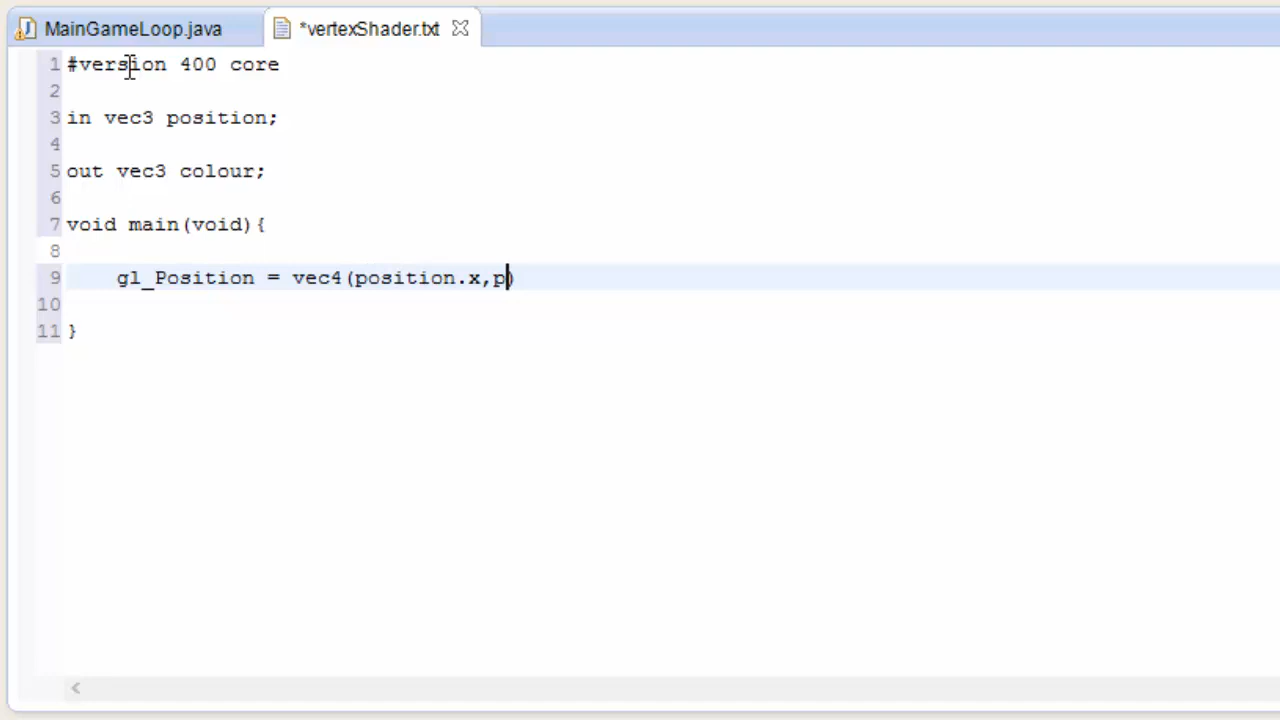 MainGameLoop.java *vertexShader.txt
1 #version 400 core
2
3 in vec3 position;
4
5 out vec3 colour;
6
7 void main(void){
8
9 gl_Position = vec4(position.x,p)
10
11 }